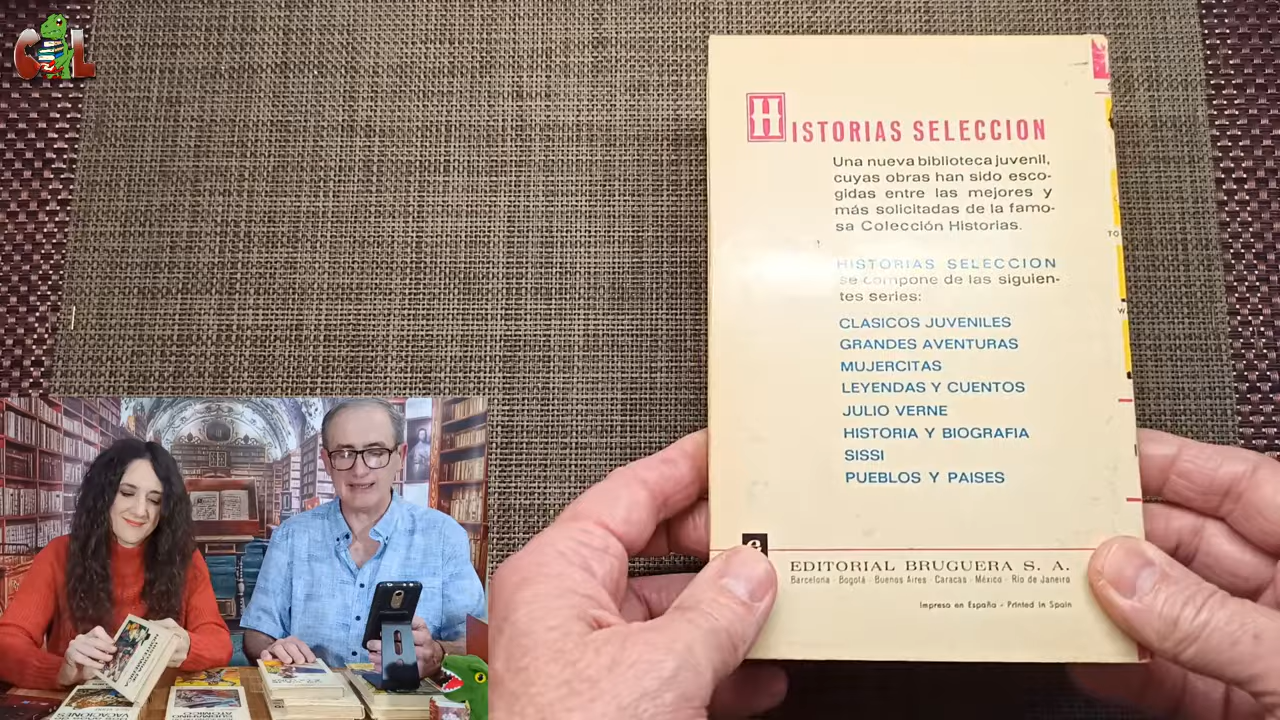 HISTORIAS SELECCION
Una nueva biblioteca juvenil,
cuyas obras han sido esco-
gidas entre las mejores y
más solicitadas de la famo-
sa Colección Historias.
HISTORIAS SELECCION
se compone de las siguien-
tes series:
CLASICOS JUVENILES
GRANDES AVENTURAS
MUJERCITAS
LEYENDAS Y CUENTOS
JULIO VERNE
HISTORIA Y BIOGRAFIA
SISSI
PUEBLOS Y PAISES
EDITORIAL BRUGUERA S. A.
Barcelona · Bogotá · Buenos Aires · Caracas · México · Río de Janeiro
Impreso en España - Printed in Spain
VACACIONES
SUBMARINO
ATOMICO